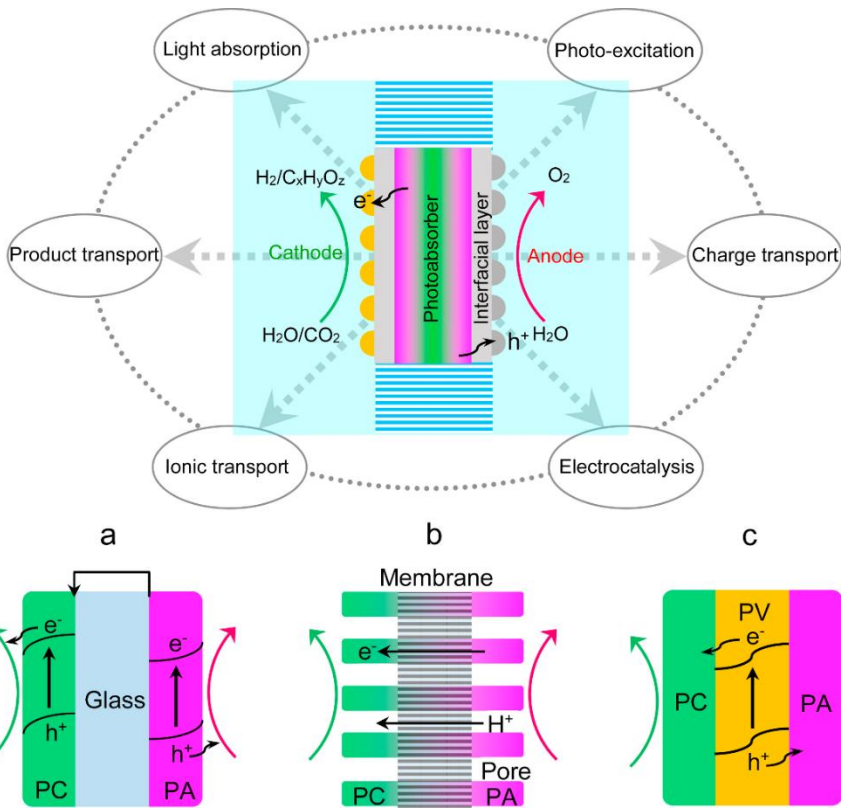 Light absorption
Photo-excitation
H₂/CₓHᵧO_z
O₂
e⁻
Photoabsorber
Interfacial layer
Product transport
Cathode
Anode
Charge transport
H₂O/CO₂
h⁺
H₂O
Ionic transport
Electrocatalysis
a
b
c
e⁻
e⁻
Glass
h⁺
h⁺
PC
PA
Membrane
e⁻
H⁺
Pore
PC
PA
PV
e⁻
PC
PA
h⁺